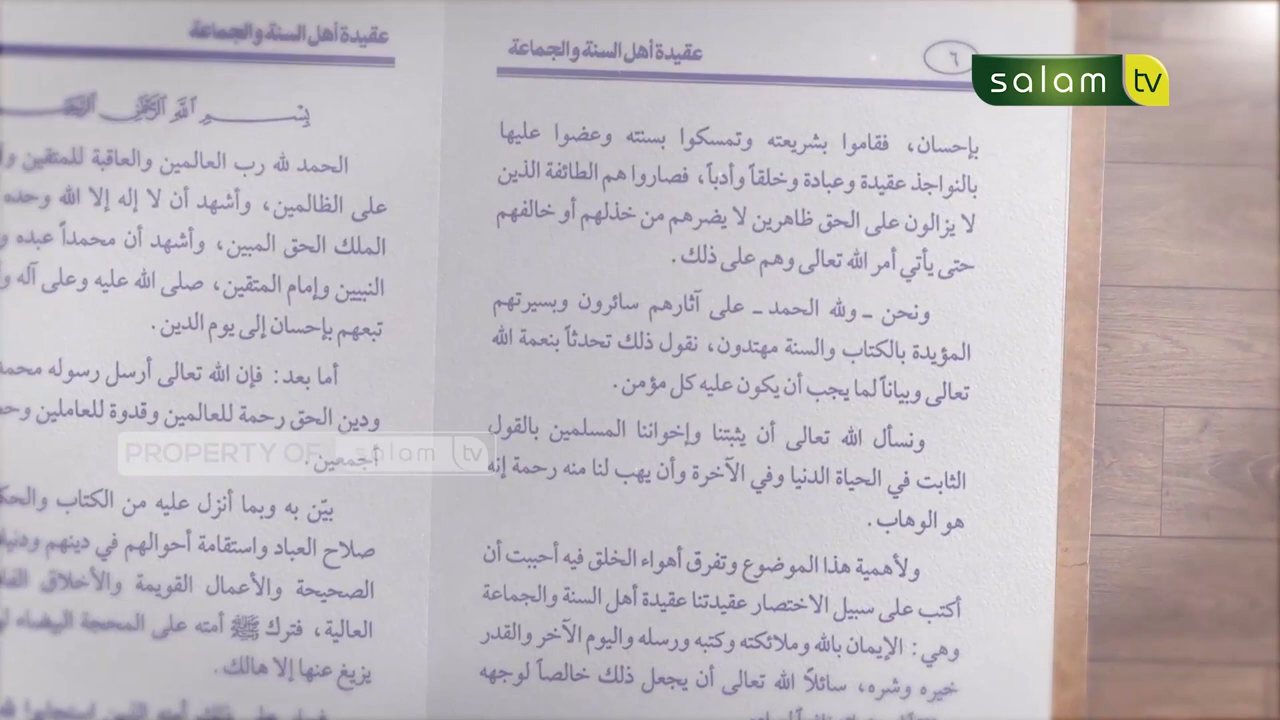 عقيدة أهل السنة والجماعة
٦
بإحسان، فقاموا بشريعته وتمسكوا بسنته وعضوا عليها
بالنواجذ عقيدة وعبادة وخلقاً وأدباً، فصاروا هم الطائفة الذين
لا يزالون على الحق ظاهرين لا يضرهم من خذلهم أو خالفهم
حتى يأتي أمر الله تعالى وهم على ذلك.
ونحن ـ ولله الحمد ـ على آثارهم سائرون وبسيرتهم
المؤيدة بالكتاب والسنة مهتدون، نقول ذلك تحدثاً بنعمة الله
تعالى وبياناً لما يجب أن يكون عليه كل مؤمن.
ونسأل الله تعالى أن يثبتنا وإخواننا المسلمين بالقول
الثابت في الحياة الدنيا وفي الآخرة وأن يهب لنا منه رحمة إنه
هو الوهاب.
ولأهمية هذا الموضوع وتفرق أهواء الخلق فيه أحببت أن
أكتب على سبيل الاختصار عقيدتنا عقيدة أهل السنة والجماعة
وهي: الإيمان بالله وملائكته وكتبه ورسله واليوم الآخر والقدر
خيره وشره، سائلاً الله تعالى أن يجعل ذلك خالصاً لوجهه
عقيدة أهل السنة والجماعة
بسم الله الرحمن
الحمد لله رب العالمين والعاقبة للمتقين
على الظالمين، وأشهد أن لا إله إلا الله وحده
الملك الحق المبين، وأشهد أن محمداً عبده و
النبيين وإمام المتقين، صلى الله عليه وعلى آله
تبعهم بإحسان إلى يوم الدين.
أما بعد: فإن الله تعالى أرسل رسوله
ودين الحق رحمة للعالمين وقدوة للعاملين
أجمعين.
بيّن به وبما أنزل عليه من الكتاب
صلاح العباد واستقامة أحوالهم في دينهم
الصحيحة والأعمال القويمة والأخلاق
العالية، فترك ﷺ أمته على المحجة البيضاء
يزيغ عنها إلا هالك.
salam tv
PROPERTY OF salam tv